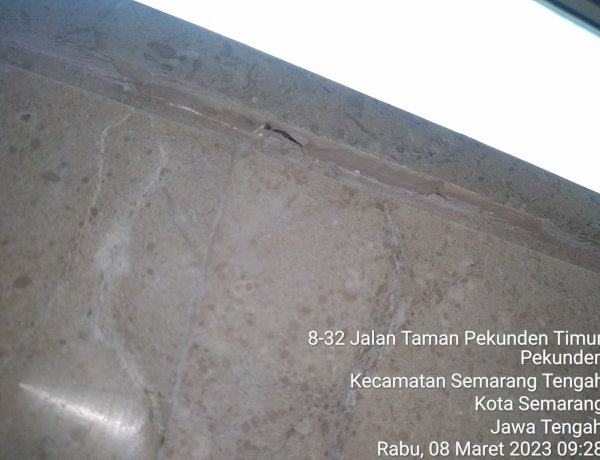 8-32 Jalan Taman Pekunden Timur
Pekunden
Kecamatan Semarang Tengah
Kota Semarang
Jawa Tengah
Rabu, 08 Maret 2023 09:28